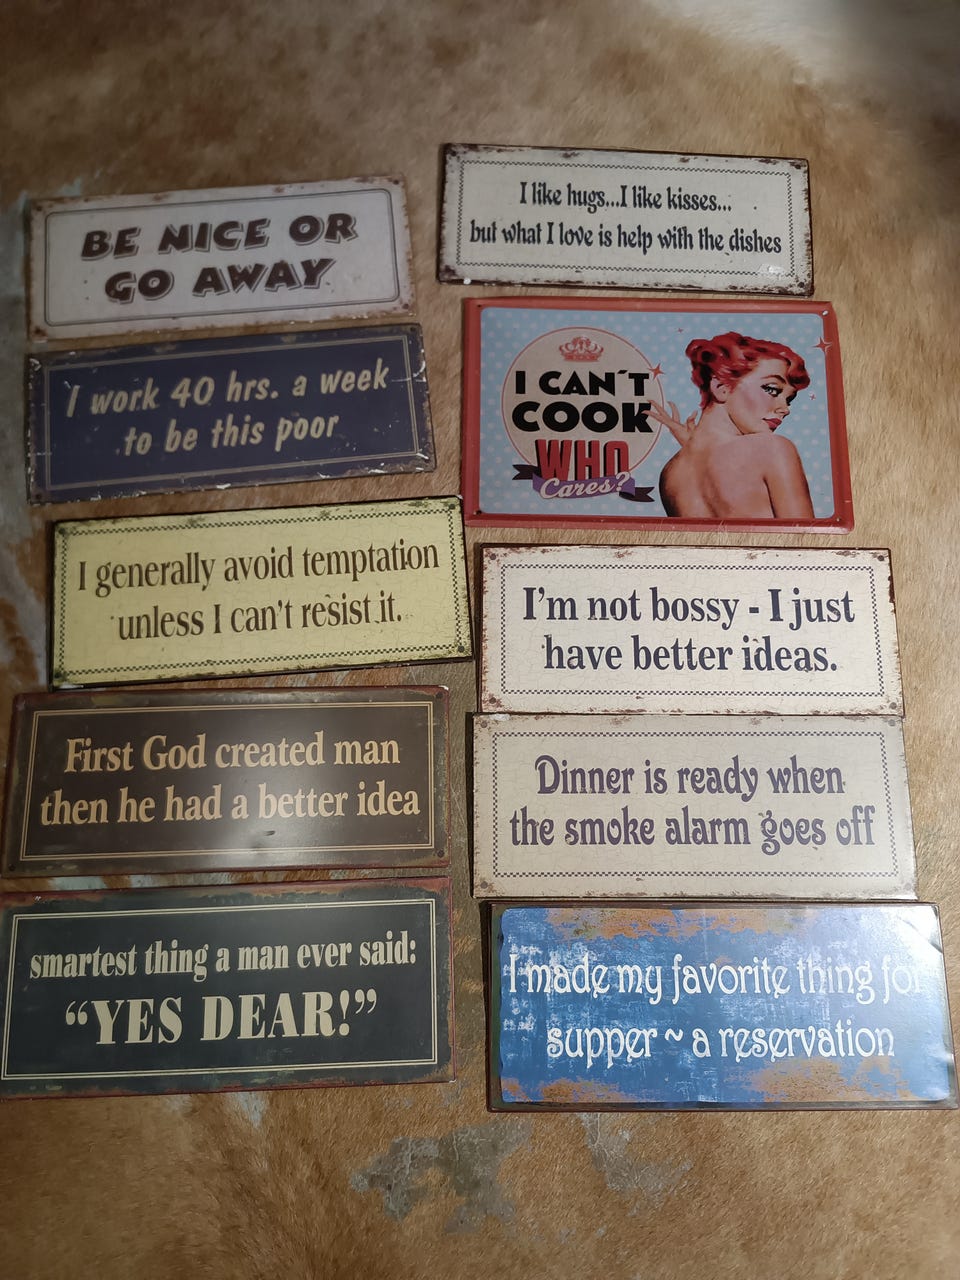 BE NICE OR
GO AWAY
I work 40 hrs. a week
to be this poor
I generally avoid temptation
unless I can't resist it.
First God created man
then he had a better idea
smartest thing a man ever said:
“YES DEAR!”
I like hugs...I like kisses...
but what I love is help with the dishes
I CAN´T
COOK
WHO
Cares?
I'm not bossy - I just
have better ideas.
Dinner is ready when
the smoke alarm goes off
I made my favorite thing for
supper ~ a reservation